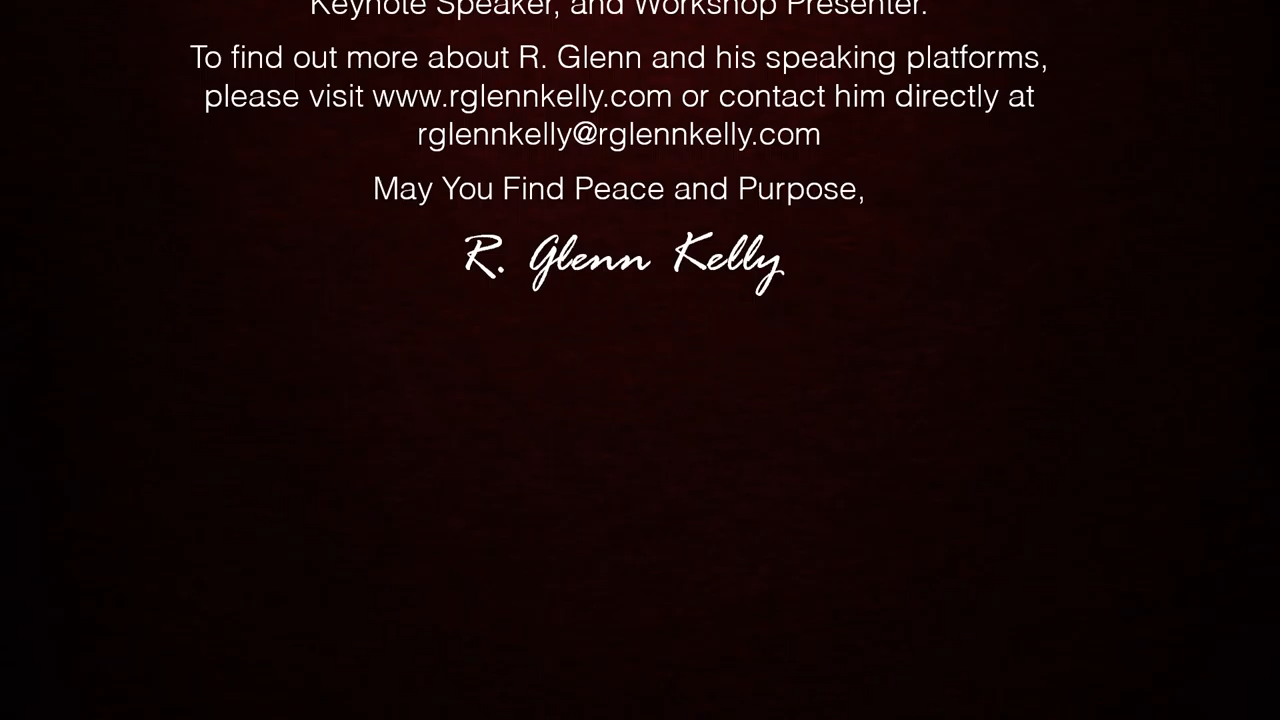 Keynote Speaker, and Workshop Presenter.
To find out more about R. Glenn and his speaking platforms,
please visit www.rglennkelly.com or contact him directly at
rglennkelly@rglennkelly.com
May You Find Peace and Purpose,
R. Glenn Kelly